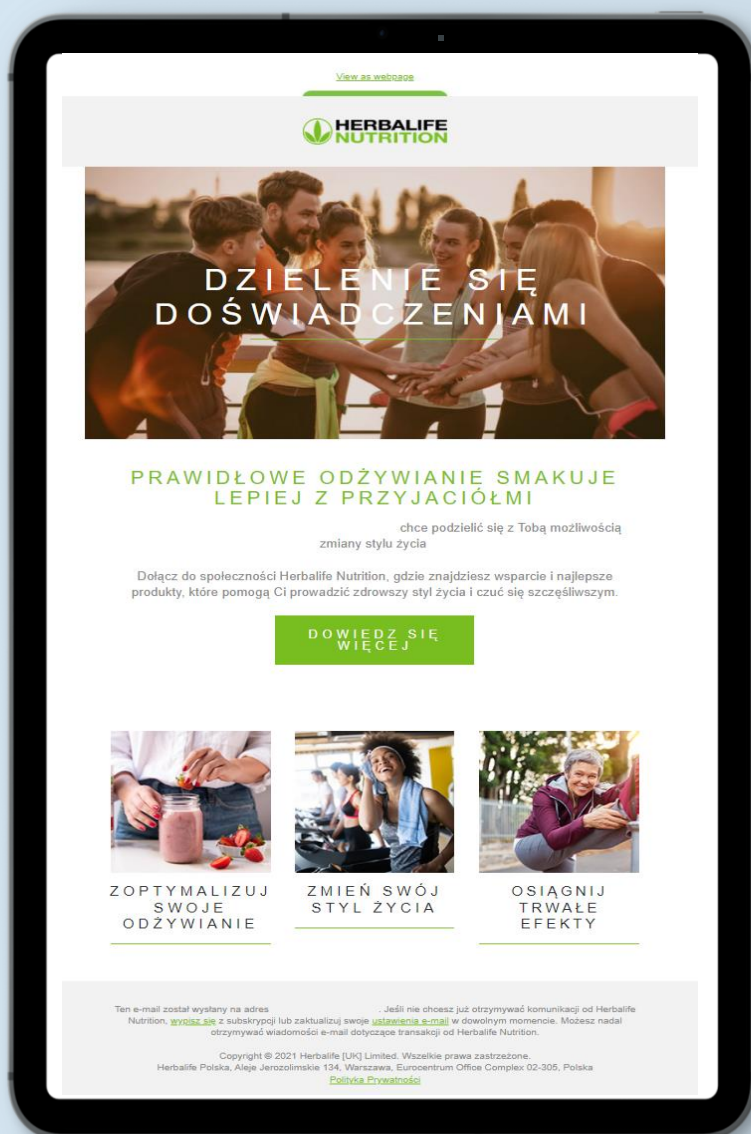 View as webpage
HERBALIFE
NUTRITION
DZIELENIE SIĘ
DOŚWIADCZENIAMI
PRAWIDŁOWE ODŻYWIANIE SMAKUJE
LEPIEJ Z PRZYJACIÓŁMI
chce podzielić się z Tobą możliwością
zmiany stylu życia
Dołącz do społeczności Herbalife Nutrition, gdzie znajdziesz wsparcie i najlepsze
produkty, które pomogą Ci prowadzić zdrowszy styl życia i czuć się szczęśliwszym.
DOWIEDZ SIĘ
WIĘCEJ
ZOPTYMALIZUJ
SWOJE
ODŻYWIANIE
ZMIEŃ SWÓJ
STYL ŻYCIA
OSIĄGNIJ
TRWAŁE
EFEKTY
Ten e-mail został wysłany na adres . Jeśli nie chcesz już otrzymywać komunikacji od Herbalife
Nutrition, wypisz się z subskrypcji lub zaktualizuj swoje ustawienia e-mail w dowolnym momencie. Możesz nadal
otrzymywać wiadomości e-mail dotyczące transakcji od Herbalife Nutrition.
Copyright © 2021 Herbalife [UK] Limited. Wszelkie prawa zastrzeżone.
Herbalife Polska, Aleje Jerozolimskie 134, Warszawa, Eurocentrum Office Complex 02-305, Polska
Polityka Prywatności